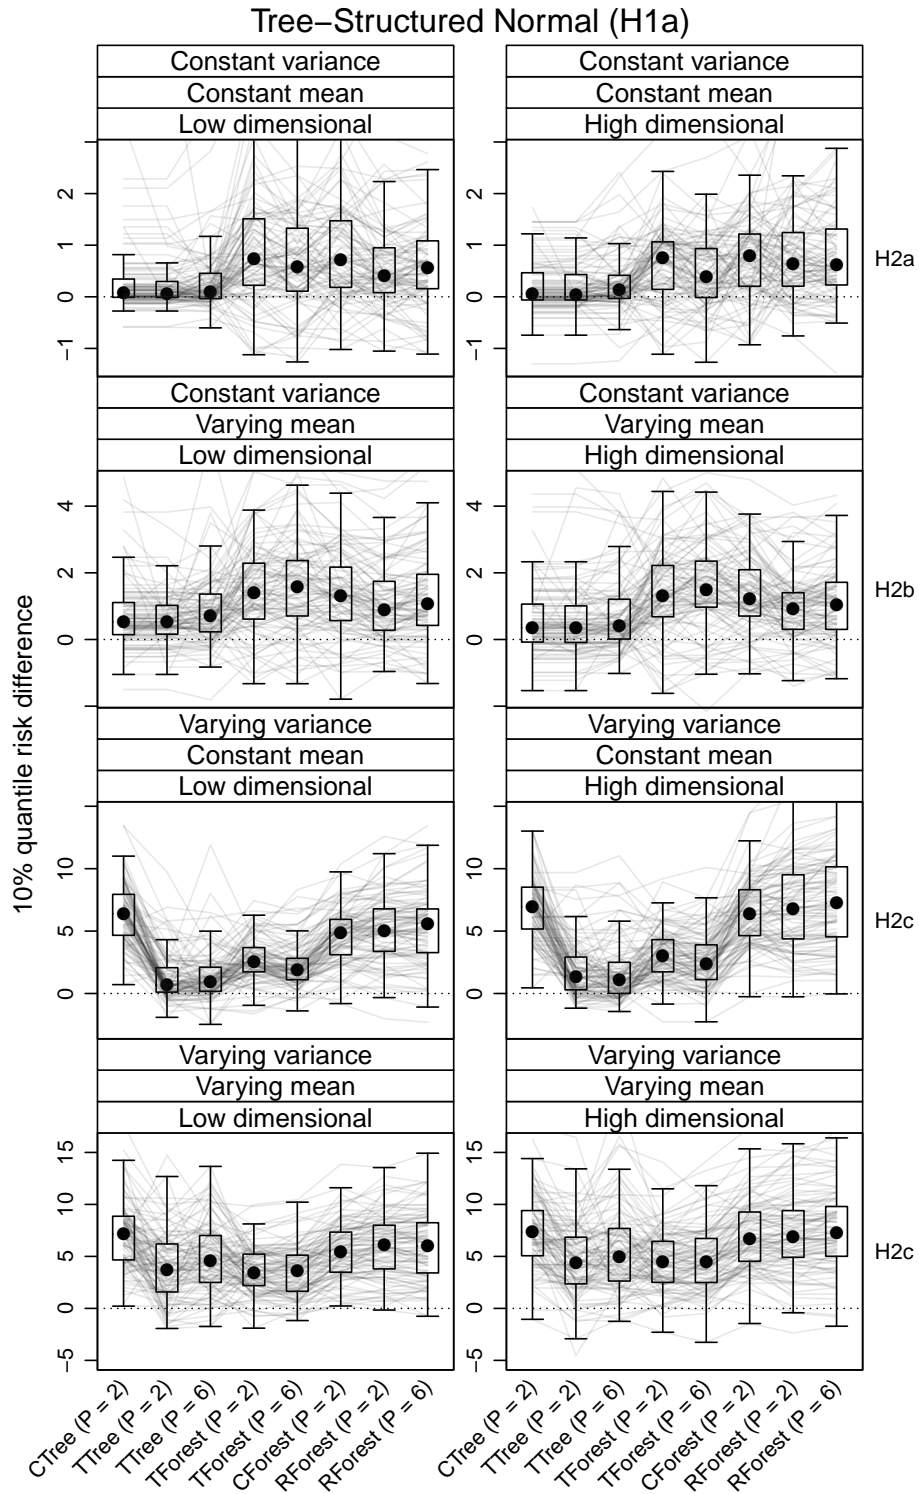 Tree−Structured Normal (H1a)
Constant variance
Constant mean
Low dimensional
Constant variance
Constant mean
High dimensional
2
1
0
−1
2
1
0
−1
H2a
Constant variance
Varying mean
Low dimensional
Constant variance
Varying mean
High dimensional
4
2
0
4
2
0
H2b
10% quantile risk difference
Varying variance
Constant mean
Low dimensional
Varying variance
Constant mean
High dimensional
10
5
0
10
5
0
H2c
Varying variance
Varying mean
Low dimensional
Varying variance
Varying mean
High dimensional
15
10
5
0
−5
15
10
5
0
−5
H2c
CTree (P = 2)
TTree (P = 2)
TTree (P = 6)
TForest (P = 2)
TForest (P = 6)
CForest (P = 2)
RForest (P = 2)
RForest (P = 6)
CTree (P = 2)
TTree (P = 2)
TTree (P = 6)
TForest (P = 2)
TForest (P = 6)
CForest (P = 2)
RForest (P = 2)
RForest (P = 6)